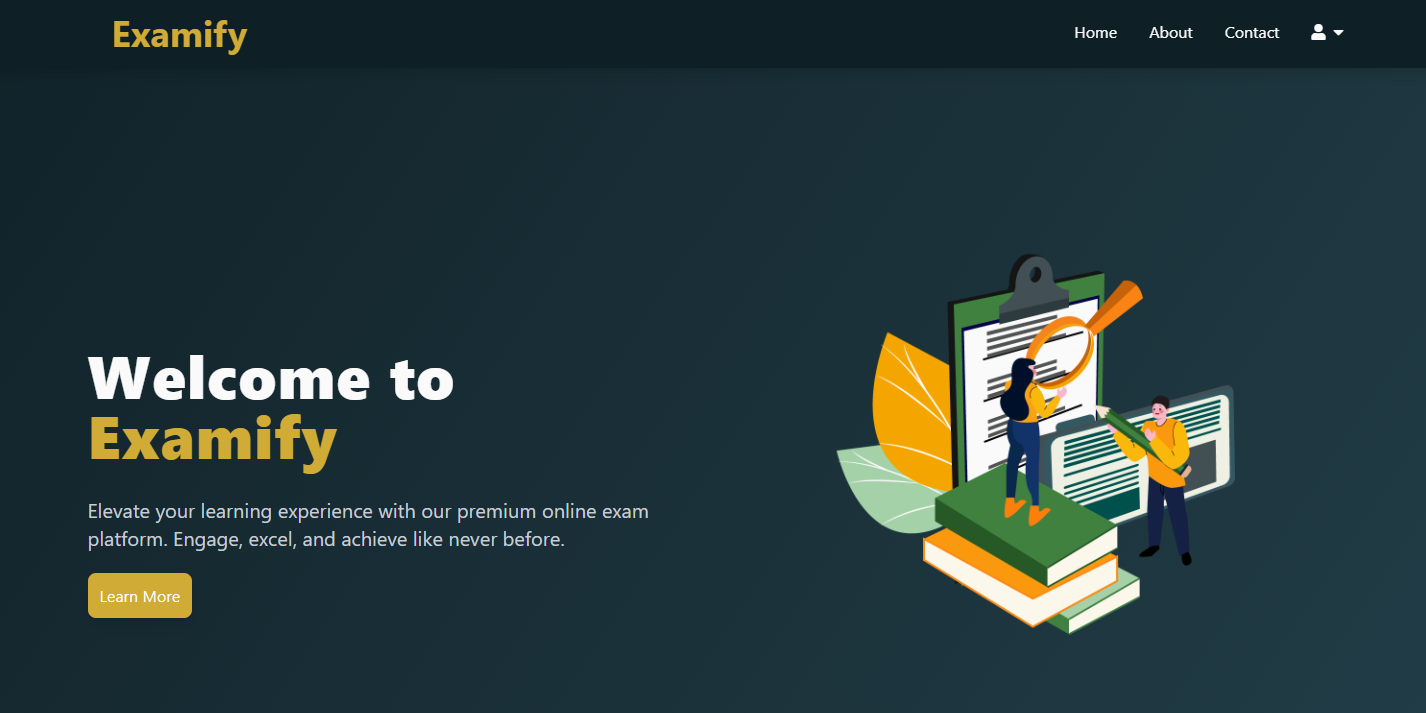 Examify
Home
About
Contact
Welcome to
Examify
Elevate your learning experience with our premium online exam
platform. Engage, excel, and achieve like never before.
Learn More